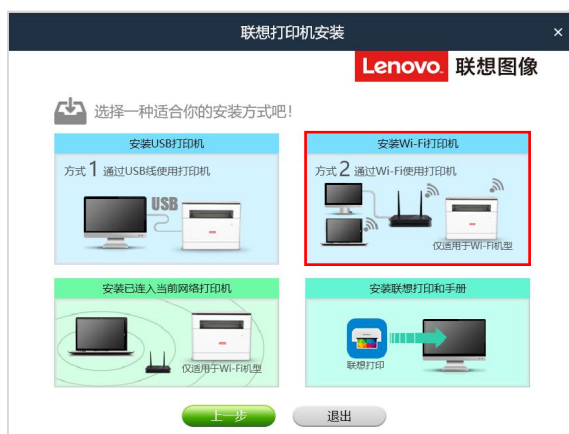 联想打印机安装 ×
Lenovo 联想图像
选择一种适合你的安装方式吧!
安装USB打印机
方式1 通过USB线使用打印机
USB
安装Wi-Fi打印机
方式2 通过Wi-Fi使用打印机
仅适用于WI-FI机型
安装已连入当前网络打印机
仅适用于WI-FI机型
安装联想打印和手册
联想打印
上一步
退出